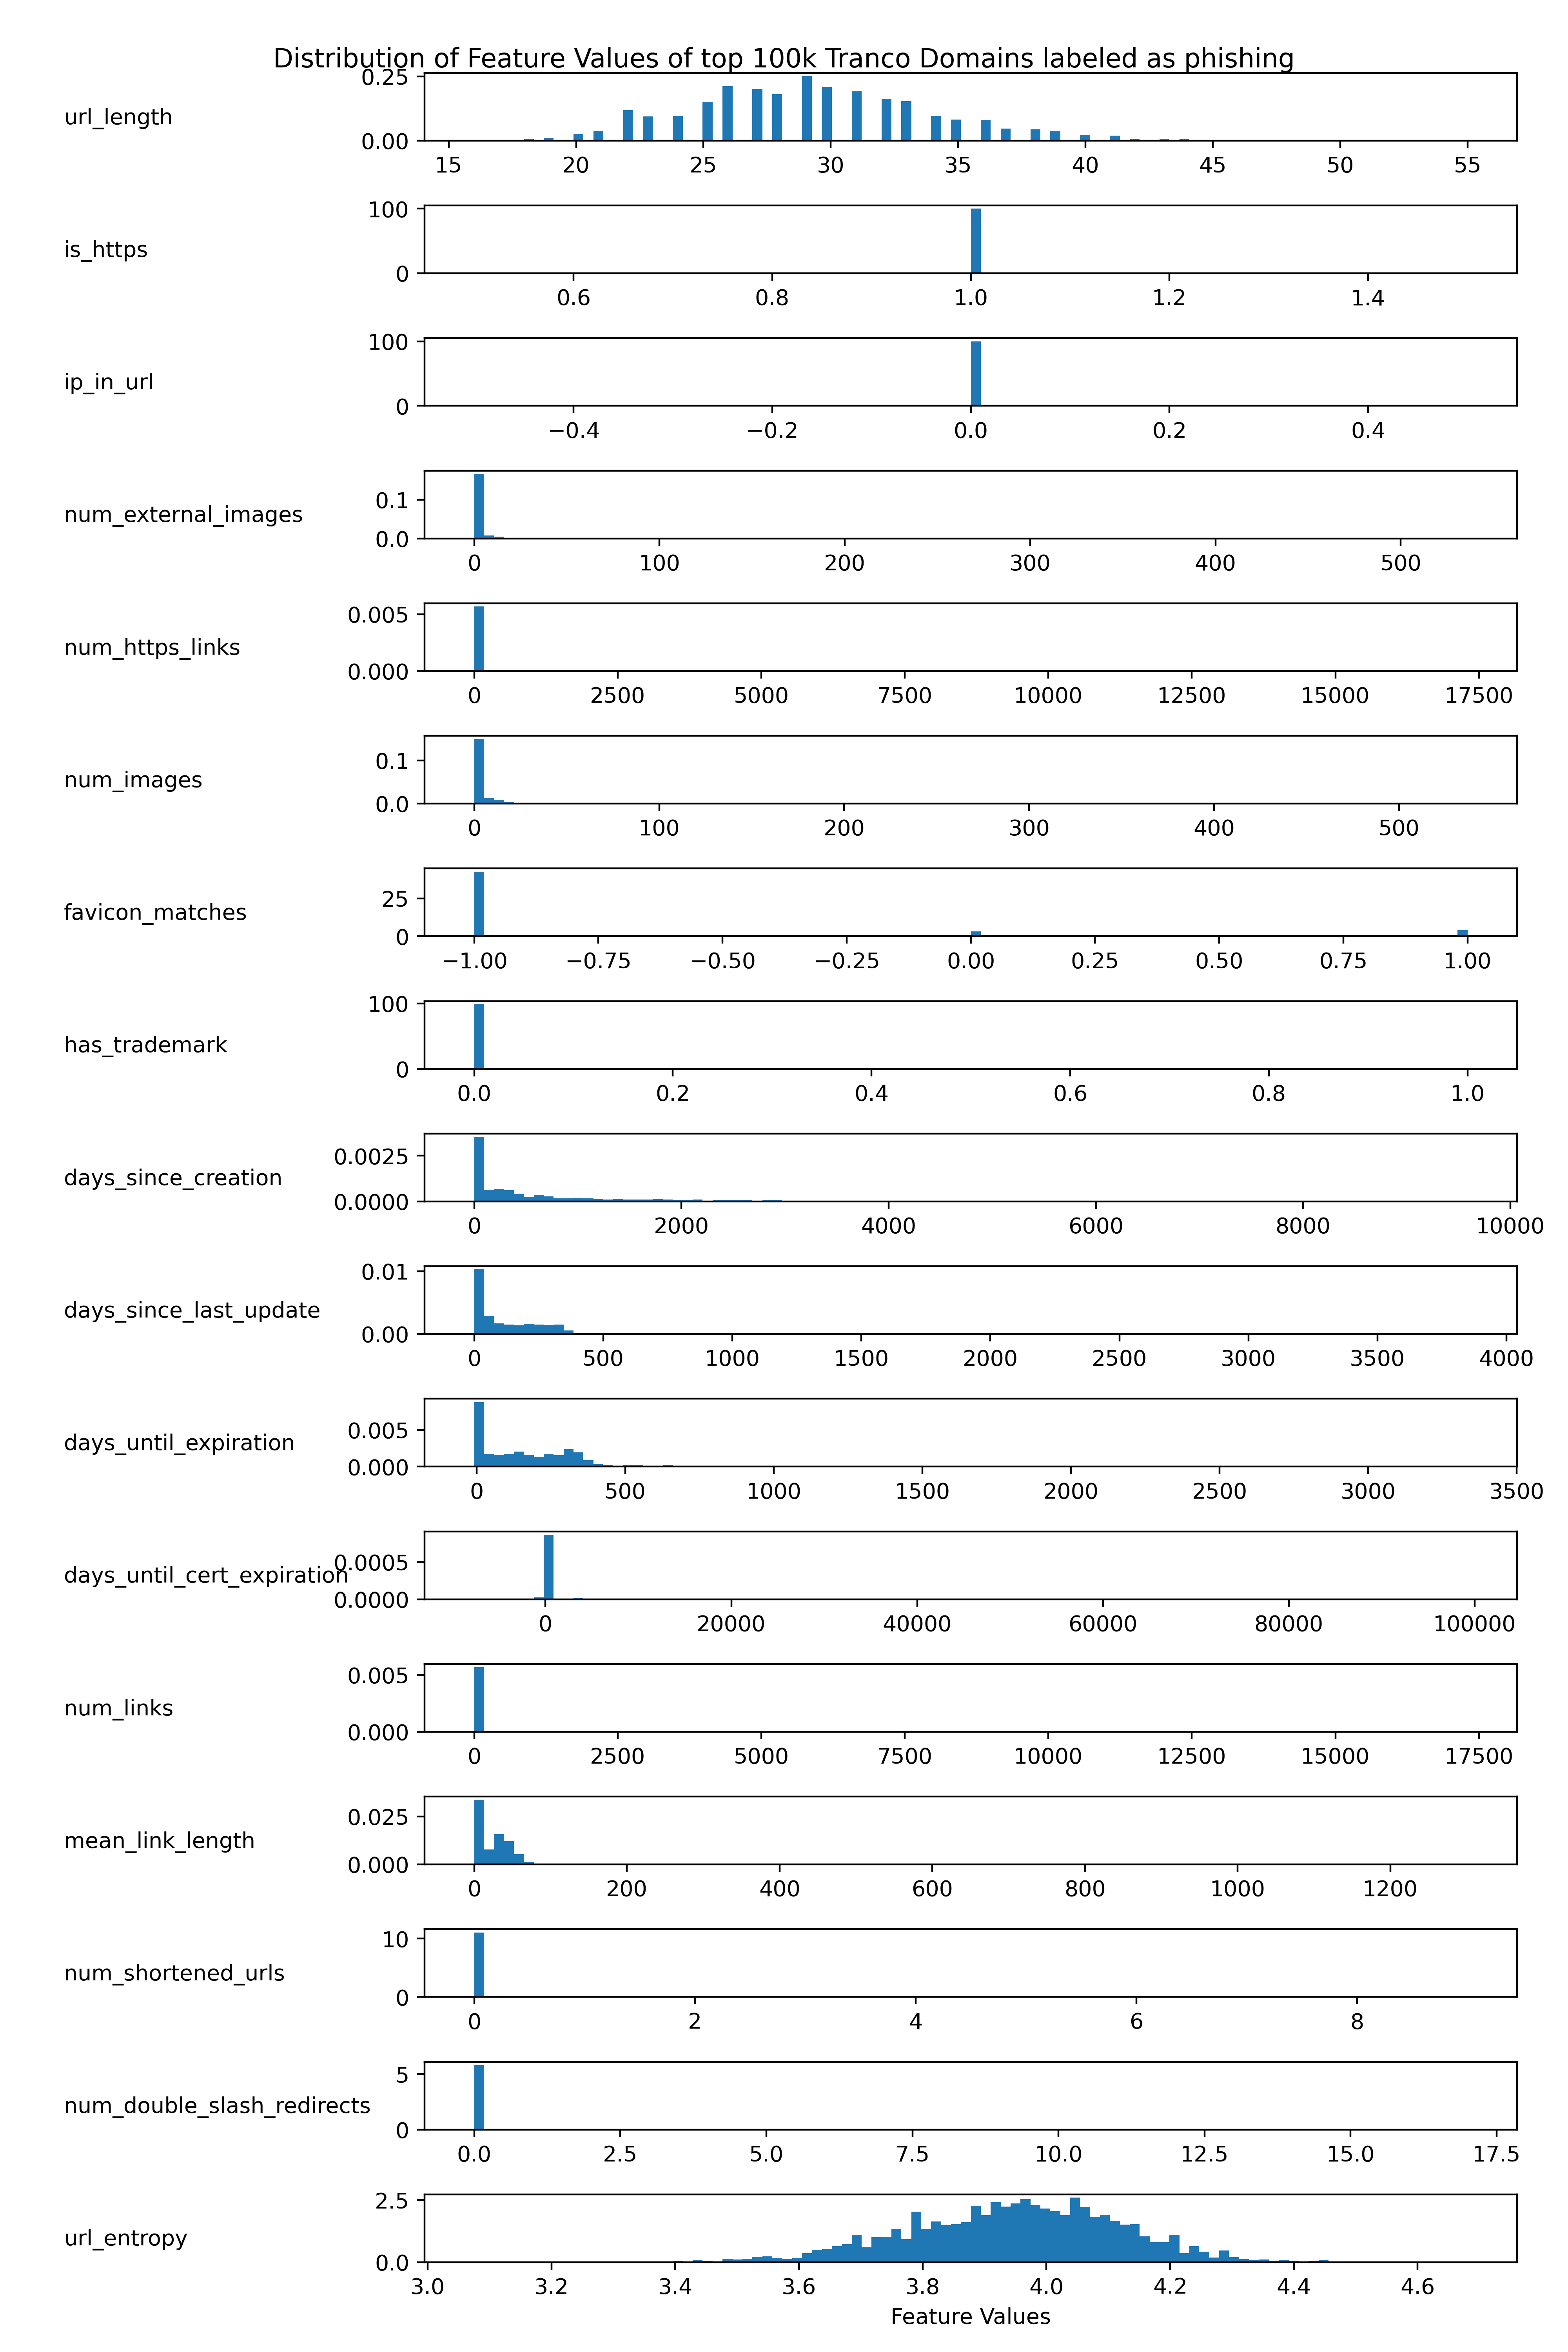 Distribution of Feature Values of top 100k Tranco Domains labeled as phishing
url_length
0.25
0.00
15 20 25 30 35 40 45 50 55
is_https
100
0
0.6 0.8 1.0 1.2 1.4
ip_in_url
100
0
−0.4 −0.2 0.0 0.2 0.4
num_external_images
0.1
0.0
0 100 200 300 400 500
num_https_links
0.005
0.000
0 2500 5000 7500 10000 12500 15000 17500
num_images
0.1
0.0
0 100 200 300 400 500
favicon_matches
25
0
−1.00 −0.75 −0.50 −0.25 0.00 0.25 0.50 0.75 1.00
has_trademark
100
0
0.0 0.2 0.4 0.6 0.8 1.0
days_since_creation
0.0025
0.0000
0 2000 4000 6000 8000 10000
days_since_last_update
0.01
0.00
0 500 1000 1500 2000 2500 3000 3500 4000
days_until_expiration
0.005
0.000
0 500 1000 1500 2000 2500 3000 3500
days_until_cert_expiration
0.0005
0.0000
0 20000 40000 60000 80000 100000
num_links
0.005
0.000
0 2500 5000 7500 10000 12500 15000 17500
mean_link_length
0.025
0.000
0 200 400 600 800 1000 1200
num_shortened_urls
10
0
0 2 4 6 8
num_double_slash_redirects
5
0
0.0 2.5 5.0 7.5 10.0 12.5 15.0 17.5
url_entropy
2.5
0.0
3.0 3.2 3.4 3.6 3.8 4.0 4.2 4.4 4.6
Feature Values